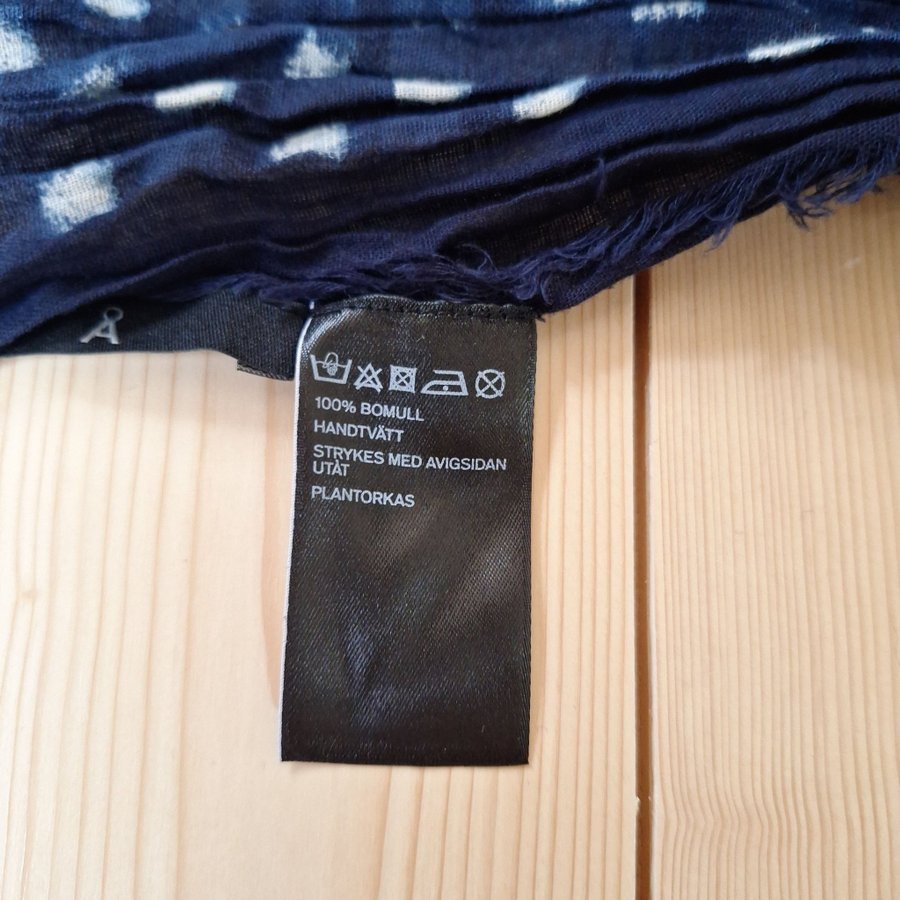 Å
100% BOMULL
HANDTVÄTT
STRYKES MED AVIGSIDAN
UTÅT
PLANTORKAS